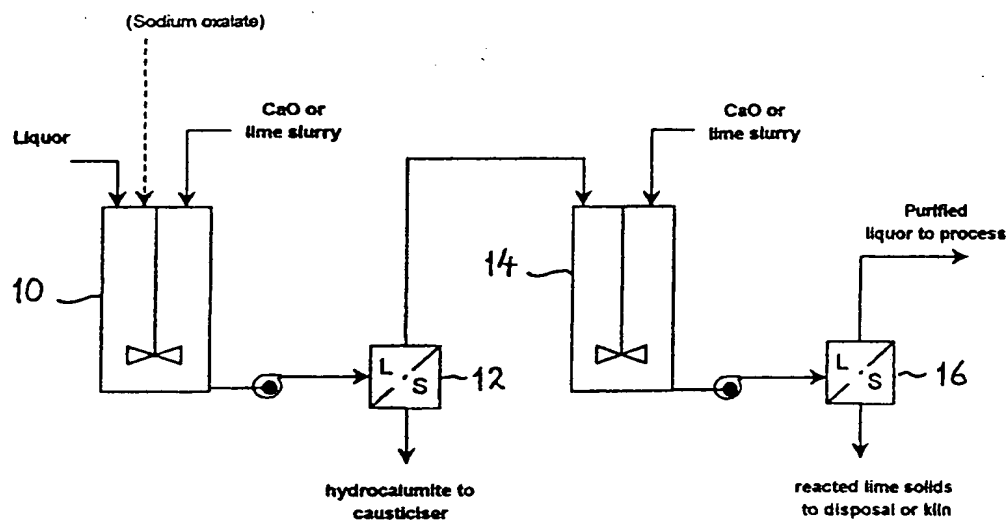 (Sodium oxalate)
CaO or
lime slurry
Liquor
CaO or
lime slurry
Purified
liquor to process
10
14
L
S
12
L
S
16
hydrocalumite to
causticiser
reacted lime solids
to disposal or kiln